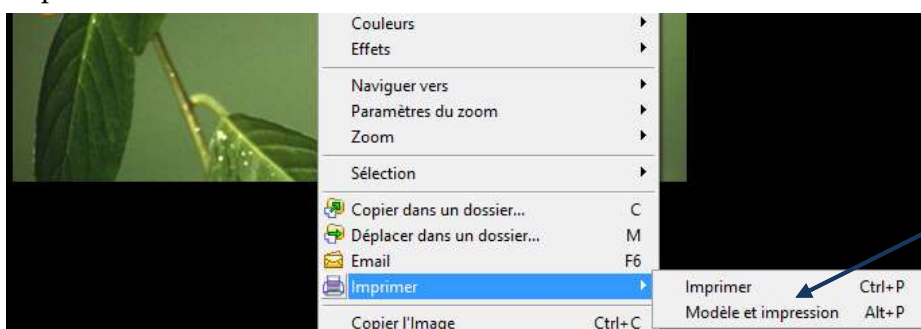 Couleurs
Effets
Naviguer vers
Paramètres du zoom
Zoom
Sélection
Copier dans un dossier... C
Déplacer dans un dossier... M
Email F6
Imprimer
Imprimer Ctrl+P
Modèle et impression Alt+P
Copier l'Image Ctrl+C